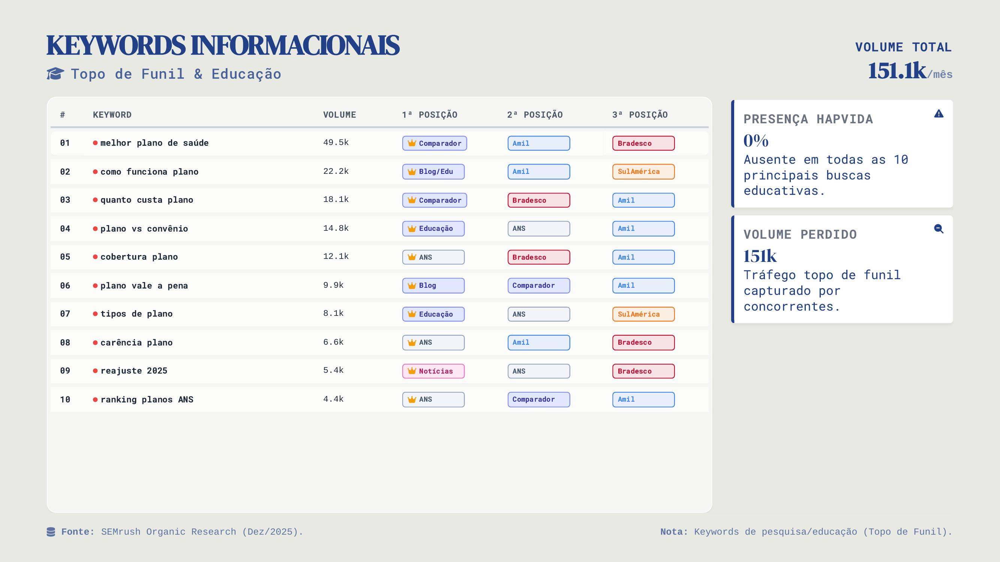 KEYWORDS INFORMACIONAIS
Topo de Funil & Educação
VOLUME TOTAL
151.1k/mês
# KEYWORD VOLUME 1ª POSIÇÃO 2ª POSIÇÃO 3ª POSIÇÃO
01 melhor plano de saúde 49.5k Comparador Amil Bradesco
02 como funciona plano 22.2k Blog/Edu Amil SulAmérica
03 quanto custa plano 18.1k Comparador Bradesco Amil
04 plano vs convênio 14.8k Educação ANS Amil
05 cobertura plano 12.1k ANS Bradesco Amil
06 plano vale a pena 9.9k Blog Comparador Amil
07 tipos de plano 8.1k Educação ANS SulAmérica
08 carência plano 6.6k ANS Amil Bradesco
09 reajuste 2025 5.4k Notícias ANS Bradesco
10 ranking planos ANS 4.4k ANS Comparador Amil
PRESENÇA HAPVIDA
0%
Ausente em todas as 10
principais buscas
educativas.
VOLUME PERDIDO
151k
Tráfego topo de funil
capturado por
concorrentes.
Fonte: SEMrush Organic Research (Dez/2025).
Nota: Keywords de pesquisa/educação (Topo de Funil).